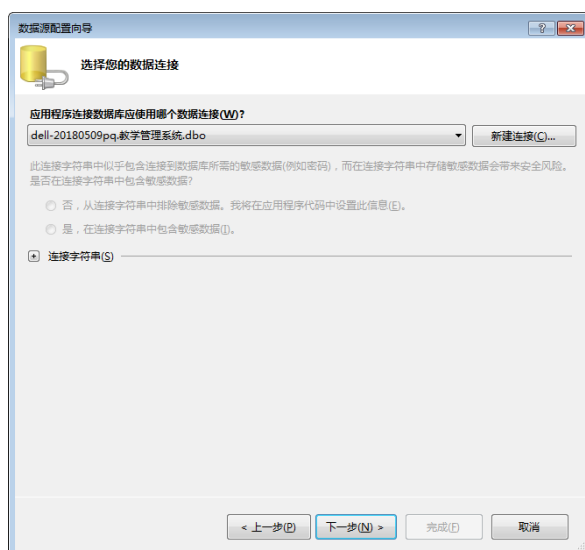 数据源配置向导
选择您的数据连接
应用程序连接数据库应使用哪个数据连接(W)?
dell-20180509pq.教学管理系统.dbo
新建连接(C)...
此连接字符串中似乎包含连接到数据库所需的敏感数据(例如密码)，而在连接字符串中存储敏感数据会带来安全风险。
是否在连接字符串中包含敏感数据?
否，从连接字符串中排除敏感数据。我将在应用程序代码中设置此信息(E)。
是，在连接字符串中包含敏感数据(I)。
连接字符串(S)
< 上一步(P)
下一步(N) >
完成(F)
取消